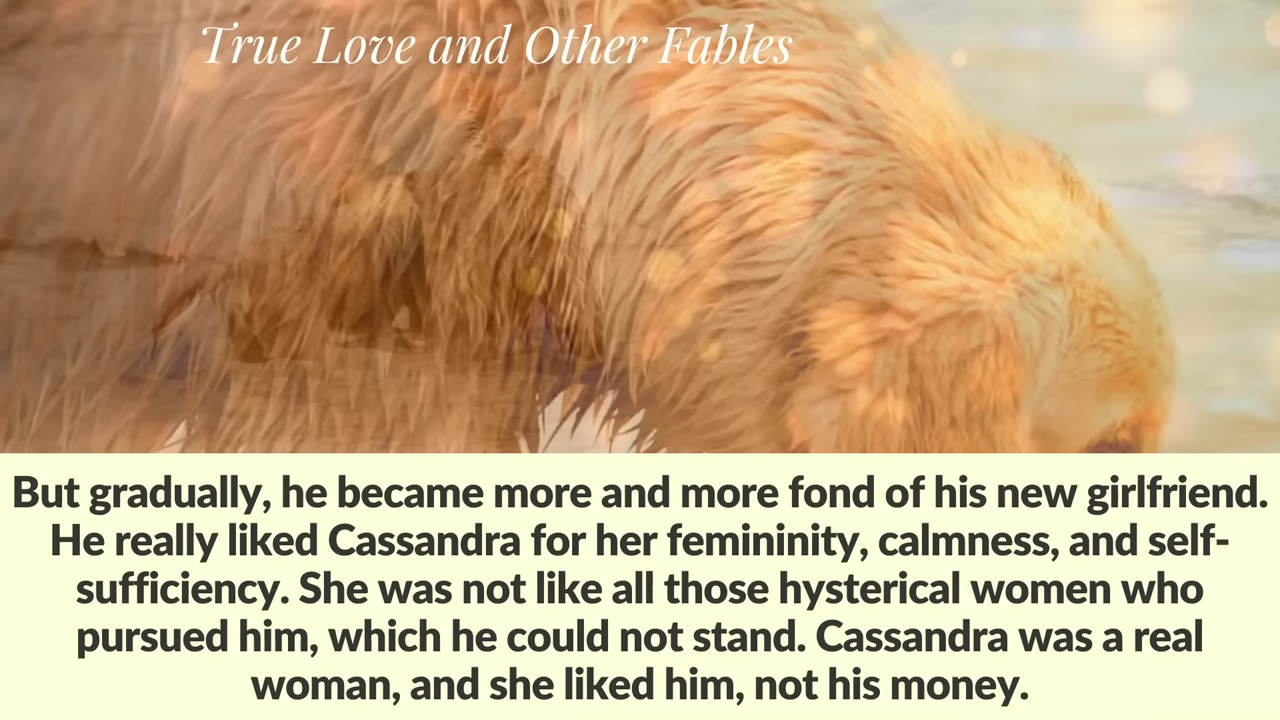 True Love and Other Fables
But gradually, he became more and more fond of his new girlfriend.
He really liked Cassandra for her femininity, calmness, and self-
sufficiency. She was not like all those hysterical women who
pursued him, which he could not stand. Cassandra was a real
woman, and she liked him, not his money.